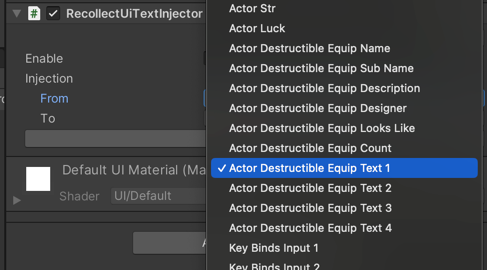 Actor Str
RecollectUiTextInjector
Actor Luck
Actor Destructible Equip Name
Enable
Actor Destructible Equip Sub Name
Injection
Actor Destructible Equip Description
From
Actor Destructible Equip Designer
To
Actor Destructible Equip Looks Like
Actor Destructible Equip Count
Default UI Material (Ma
✓ Actor Destructible Equip Text 1
Shader UI/Default
Actor Destructible Equip Text 2
Actor Destructible Equip Text 3
Actor Destructible Equip Text 4
A
Key Binds Input 1
Key Binds Input 2